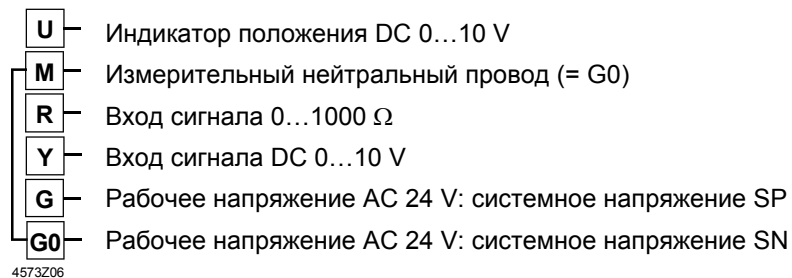 U Индикатор положения DC 0…10 V
M Измерительный нейтральный провод (= G0)
R Вход сигнала 0…1000 Ω
Y Вход сигнала DC 0…10 V
G Рабочее напряжение AC 24 V: системное напряжение SP
G0 Рабочее напряжение AC 24 V: системное напряжение SN
4573Z06